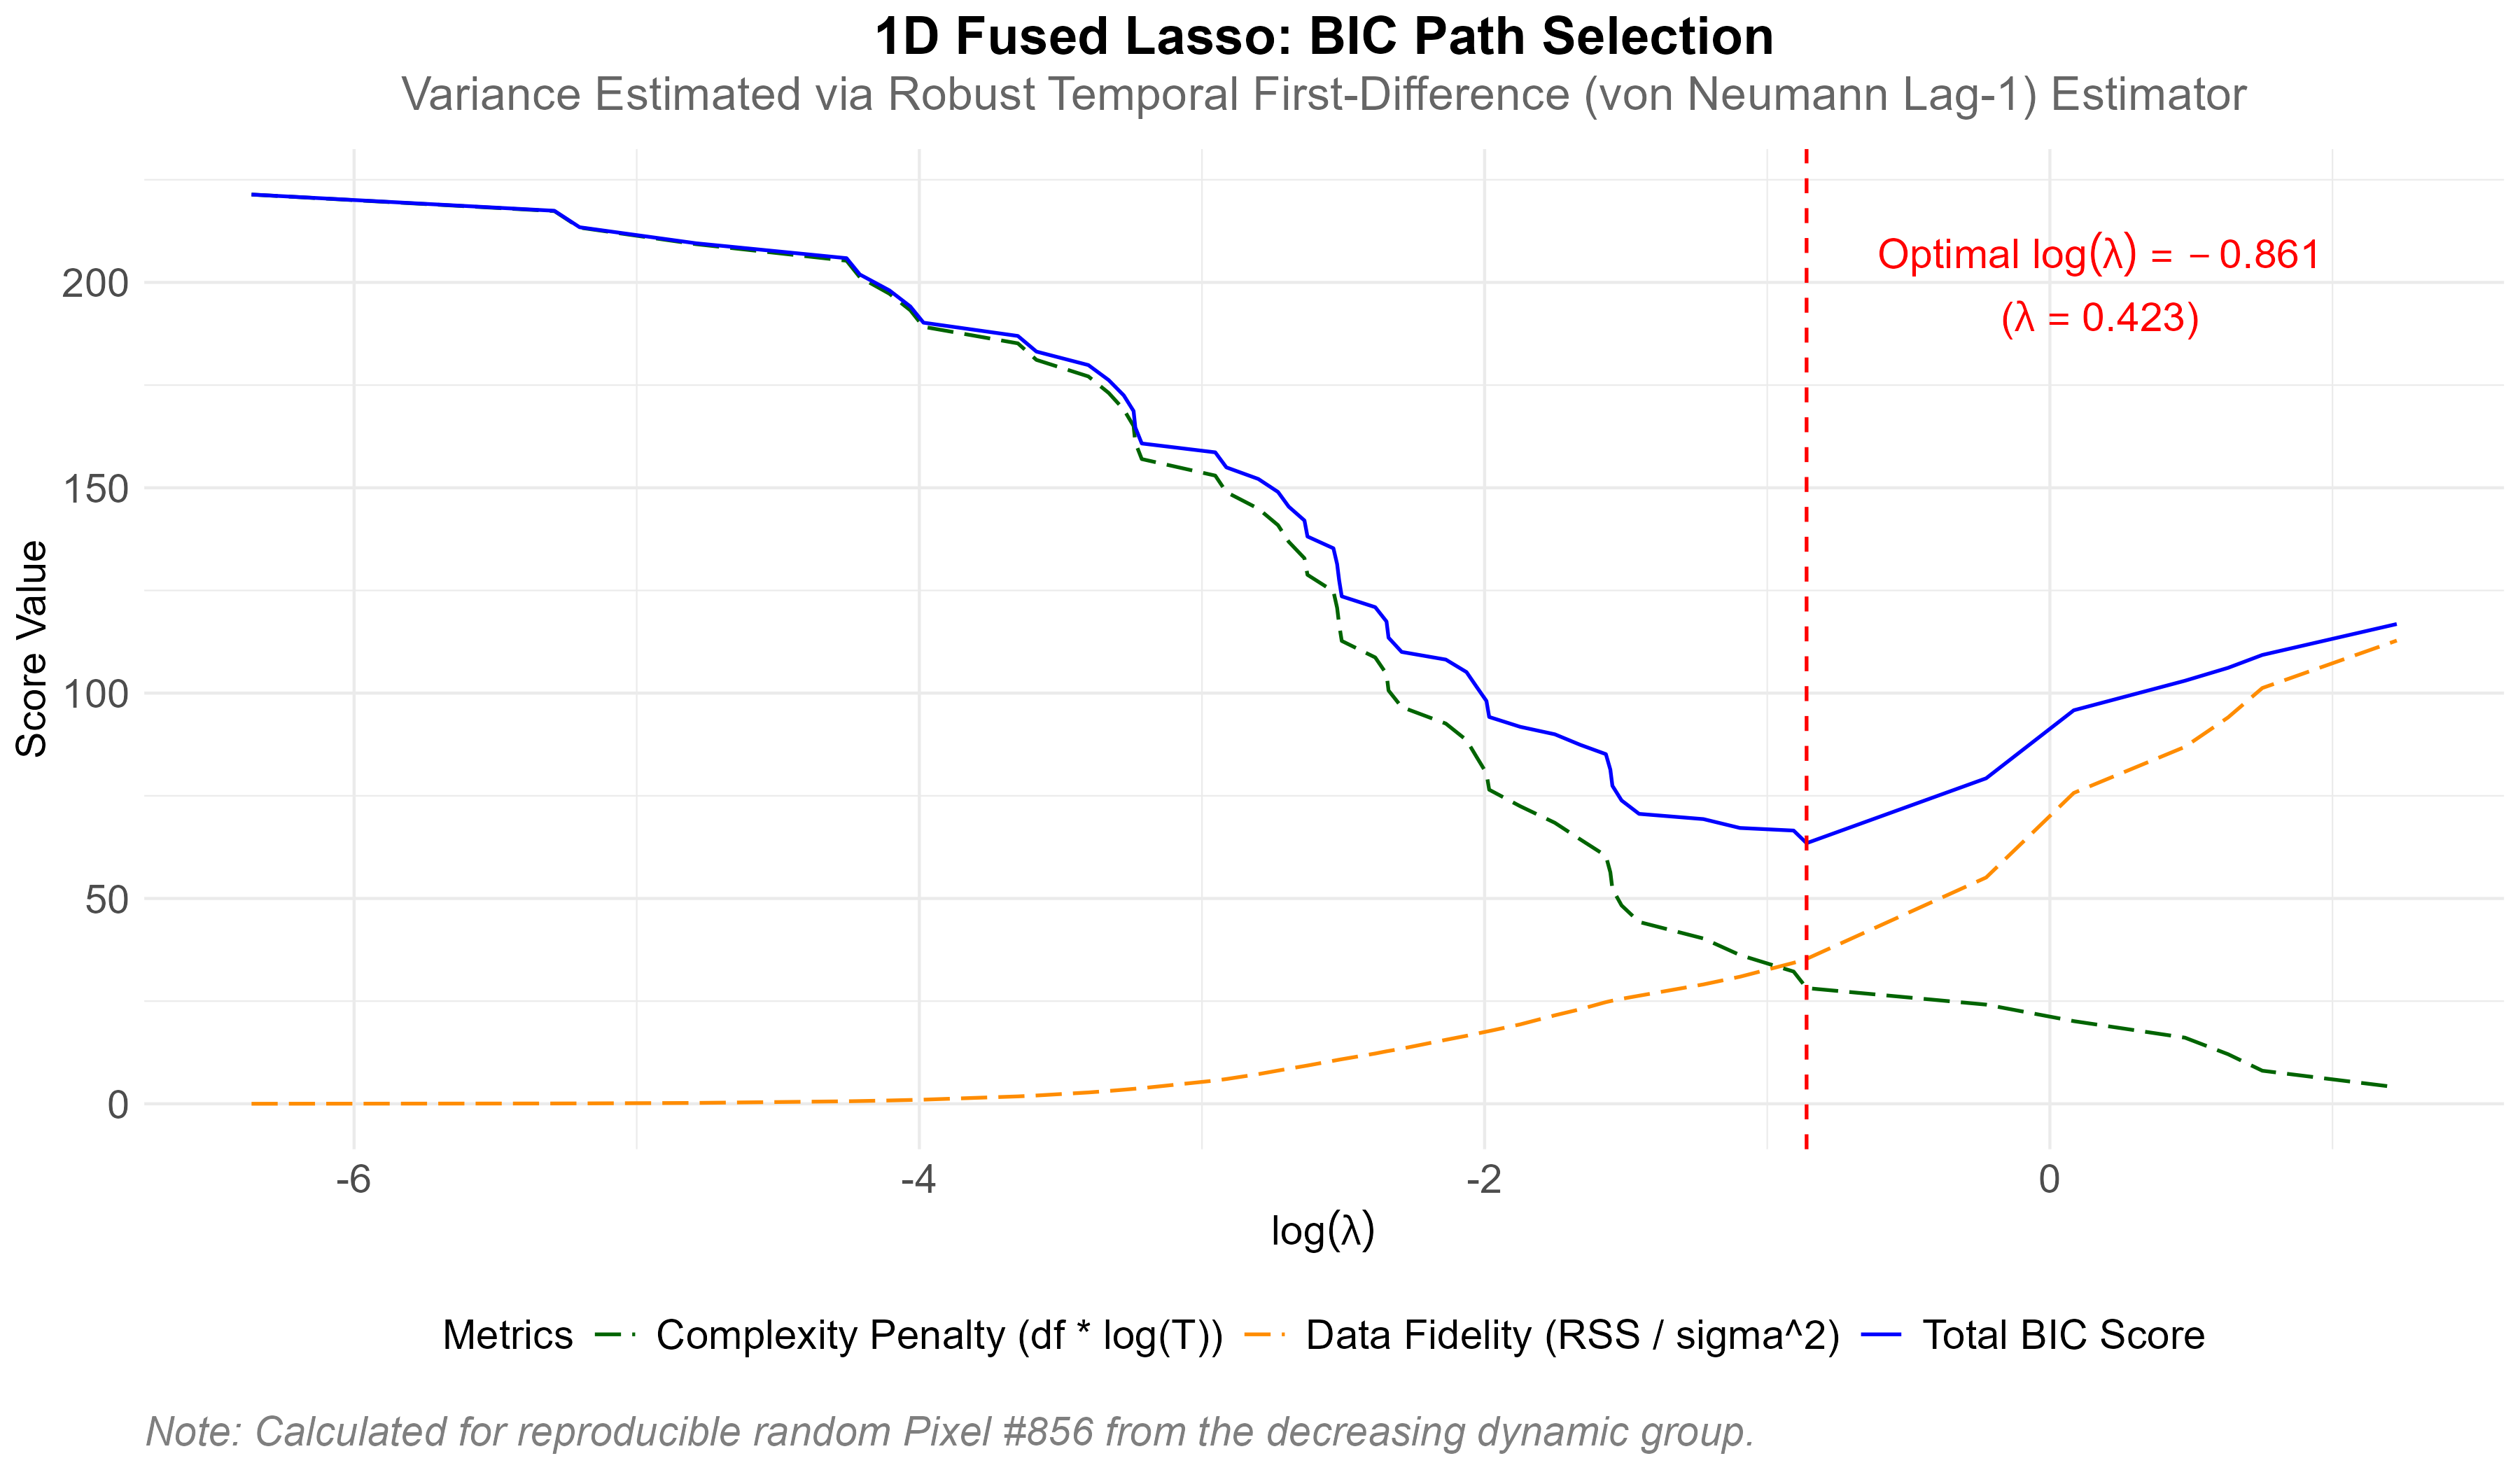 1D Fused Lasso: BIC Path Selection
Variance Estimated via Robust Temporal First-Difference (von Neumann Lag-1) Estimator
Optimal log(λ) = − 0.861
(λ = 0.423)
Score Value
200
150
100
50
0
-6
-4
-2
0
log(λ)
Metrics Complexity Penalty (df * log(T)) Data Fidelity (RSS / sigma^2) Total BIC Score
Note: Calculated for reproducible random Pixel #856 from the decreasing dynamic group.